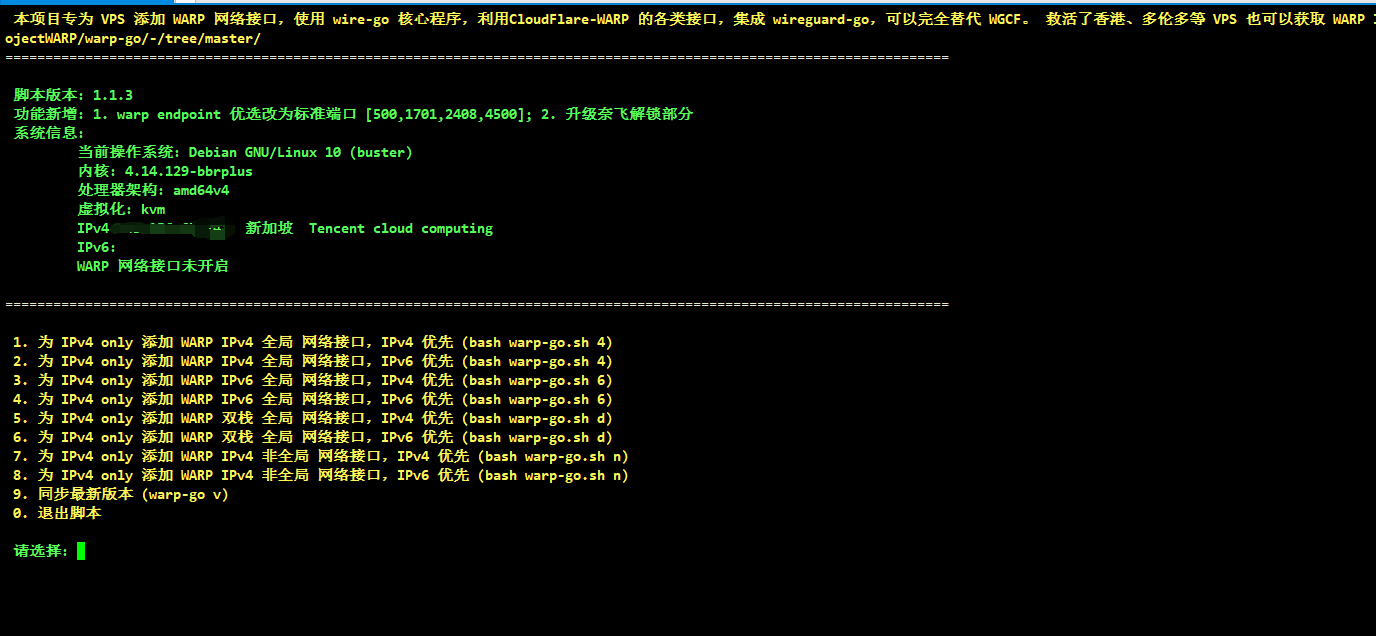 本项目专为 VPS 添加 WARP 网络接口，使用 wire-go 核心程序，利用CloudFlare-WARP 的各类接口，集成 wireguard-go，可以完全替代 WGCF。 救活了香港、多伦多等 VPS 也可以获取 WARP
ojectWARP/warp-go/-/tree/master/
======================================================================================================================
脚本版本：1.1.3
功能新增：1. warp endpoint 优选改为标准端口 [500,1701,2408,4500]; 2. 升级奈飞解锁部分
系统信息：
当前操作系统：Debian GNU/Linux 10 (buster)
内核：4.14.129-bbrplus
处理器架构：amd64v4
虚拟化：kvm
IPv4 新加坡 Tencent cloud computing
IPv6:
WARP 网络接口未开启
======================================================================================================================
1. 为 IPv4 only 添加 WARP IPv4 全局 网络接口，IPv4 优先 (bash warp-go.sh 4)
2. 为 IPv4 only 添加 WARP IPv4 全局 网络接口，IPv6 优先 (bash warp-go.sh 4)
3. 为 IPv4 only 添加 WARP IPv6 全局 网络接口，IPv4 优先 (bash warp-go.sh 6)
4. 为 IPv4 only 添加 WARP IPv6 全局 网络接口，IPv6 优先 (bash warp-go.sh 6)
5. 为 IPv4 only 添加 WARP 双栈 全局 网络接口，IPv4 优先 (bash warp-go.sh d)
6. 为 IPv4 only 添加 WARP 双栈 全局 网络接口，IPv6 优先 (bash warp-go.sh d)
7. 为 IPv4 only 添加 WARP IPv4 非全局 网络接口，IPv4 优先 (bash warp-go.sh n)
8. 为 IPv4 only 添加 WARP IPv4 非全局 网络接口，IPv6 优先 (bash warp-go.sh n)
9. 同步最新版本 (warp-go v)
0. 退出脚本
请选择：